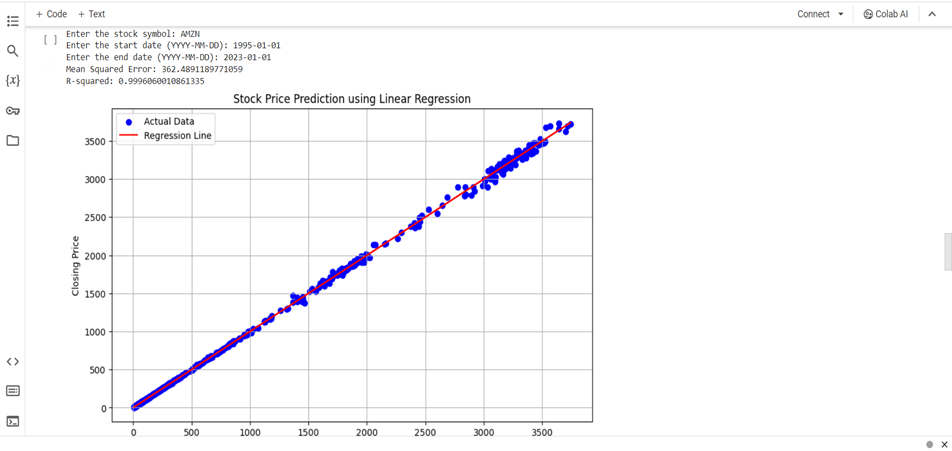 + Code + Text
Connect
Colab AI
[ ]
Enter the stock symbol: AMZN
Enter the start date (YYYY-MM-DD): 1995-01-01
Enter the end date (YYYY-MM-DD): 2023-01-01
Mean Squared Error: 362.4891189771059
R-squared: 0.9996060010861335
Stock Price Prediction using Linear Regression
Actual Data
Regression Line
3500
3000
2500
2000
1500
1000
500
0
Closing Price
0 500 1000 1500 2000 2500 3000 3500
{x}